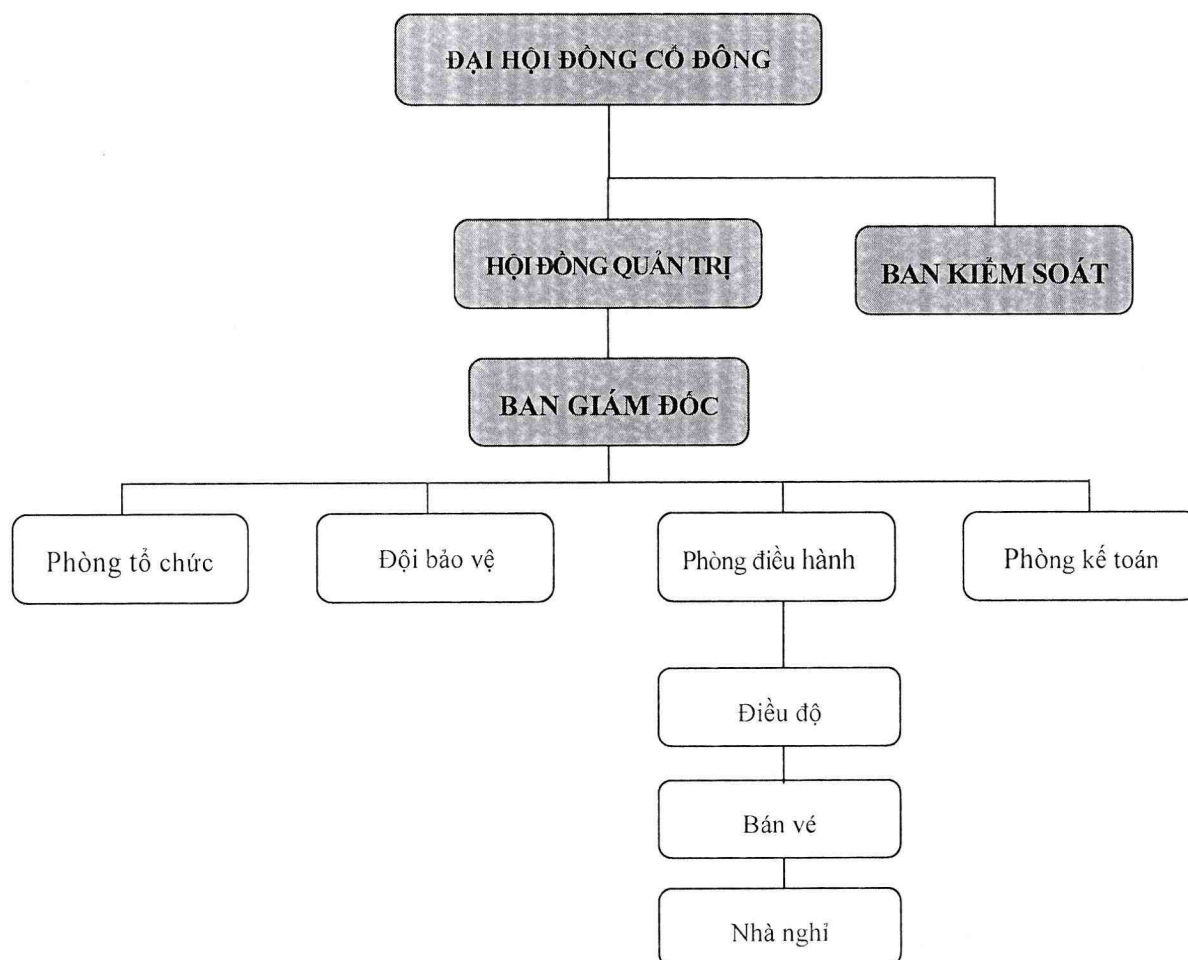 ĐẠI HỘI ĐỒNG CỔ ĐÔNG
HỘI ĐỒNG QUẢN TRỊ
BAN KIỂM SOÁT
BAN GIÁM ĐỐC
Phòng tổ chức
Đội bảo vệ
Phòng điều hành
Phòng kế toán
Điều độ
Bán vé
Nhà nghỉ